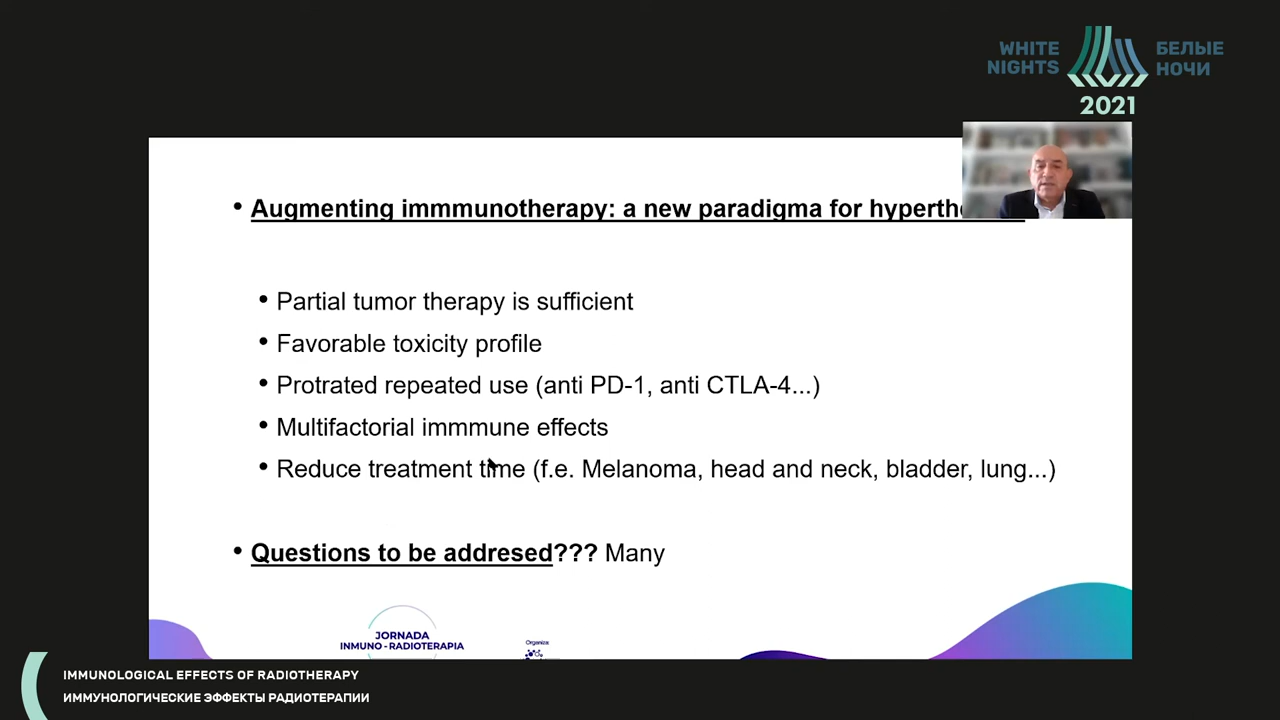 WHITE NIGHTS
БЕЛЫЕ НОЧИ
2021
• Augmenting immmunotherapy: a new paradigma for hyperthe
• Partial tumor therapy is sufficient
• Favorable toxicity profile
• Protrated repeated use (anti PD-1, anti CTLA-4...)
• Multifactorial immmune effects
• Reduce treatment time (f.e. Melanoma, head and neck, bladder, lung...)
• Questions to be addresed??? Many
JORNADA
INMUNO - RADIOTERAPIA
Organiza:
IMMUNOLOGICAL EFFECTS OF RADIOTHERAPY
ИММУНОЛОГИЧЕСКИЕ ЭФФЕКТЫ РАДИОТЕРАПИИ